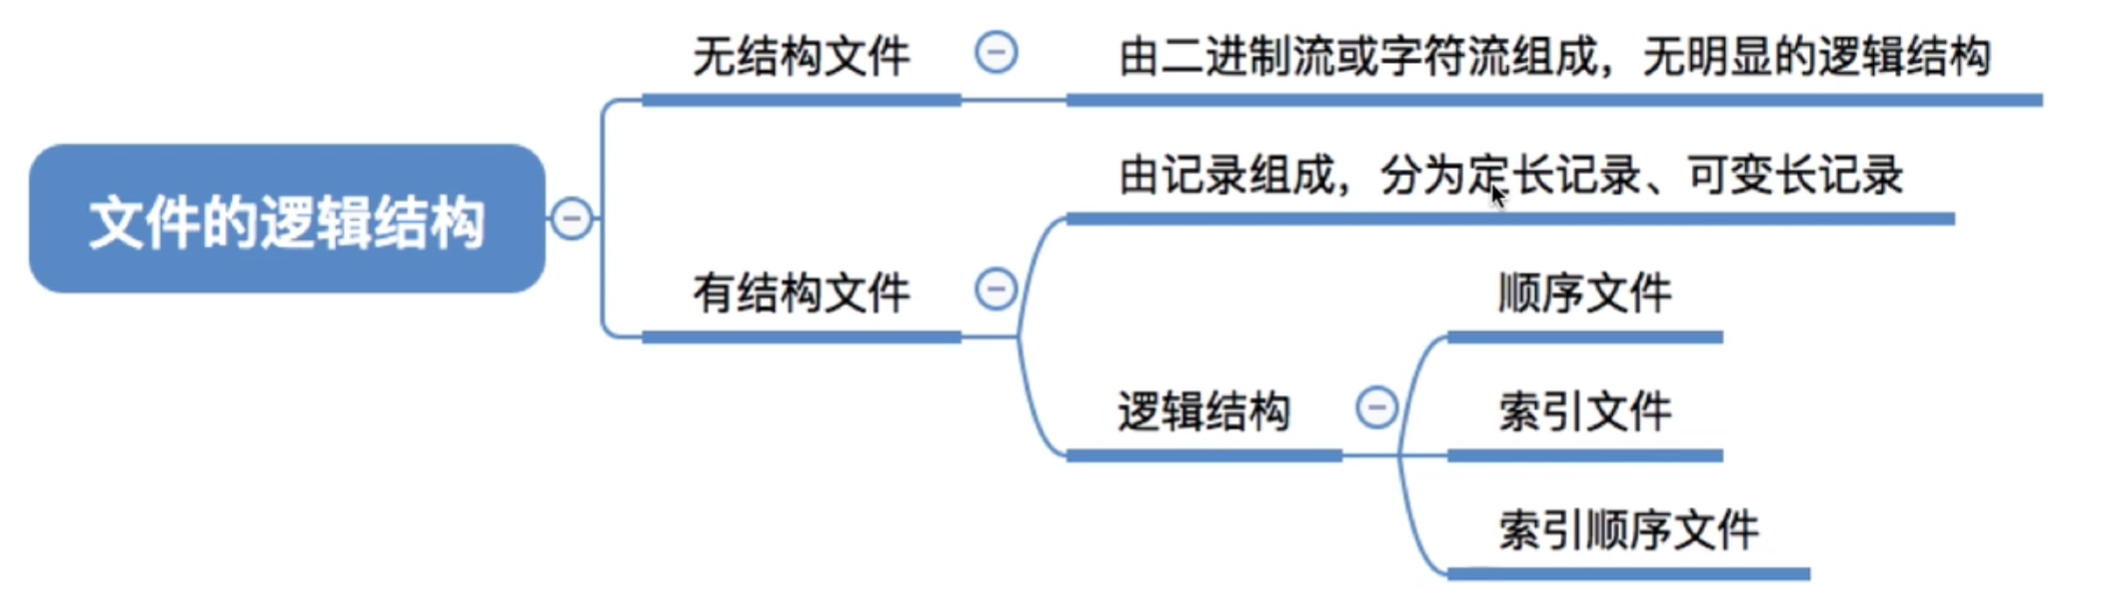 文件的逻辑结构
无结构文件
由二进制流或字符流组成，无明显的逻辑结构
有结构文件
由记录组成，分为定长记录、可变长记录
逻辑结构
顺序文件
索引文件
索引顺序文件